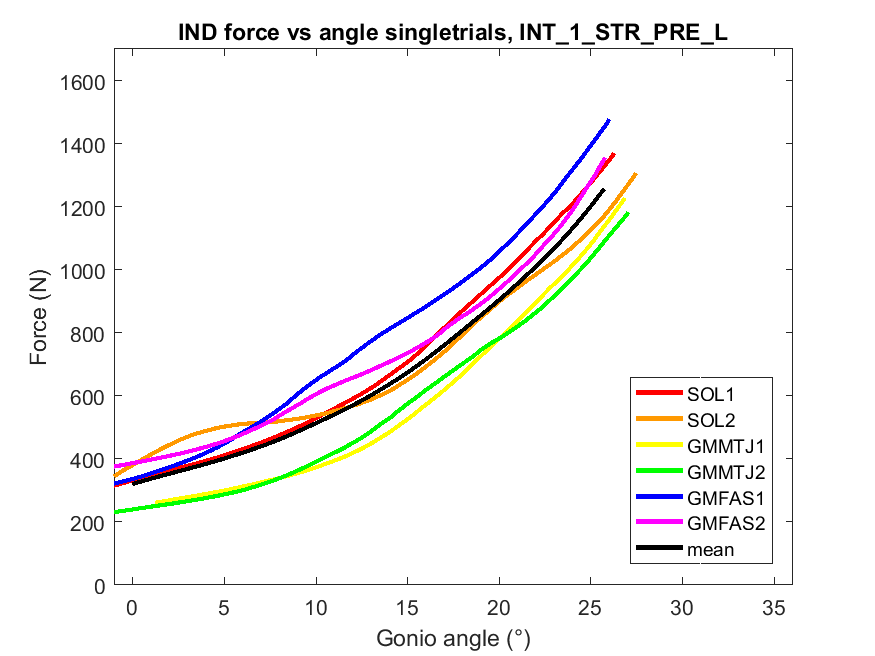 IND force vs angle singletrials, INT_1_STR_PRE_L
1600
1400
1200
1000
800
600
400
200
0
Force (N)
0 5 10 15 20 25 30 35
Gonio angle (°)
SOL1
SOL2
GMMTJ1
GMMTJ2
GMFAS1
GMFAS2
mean